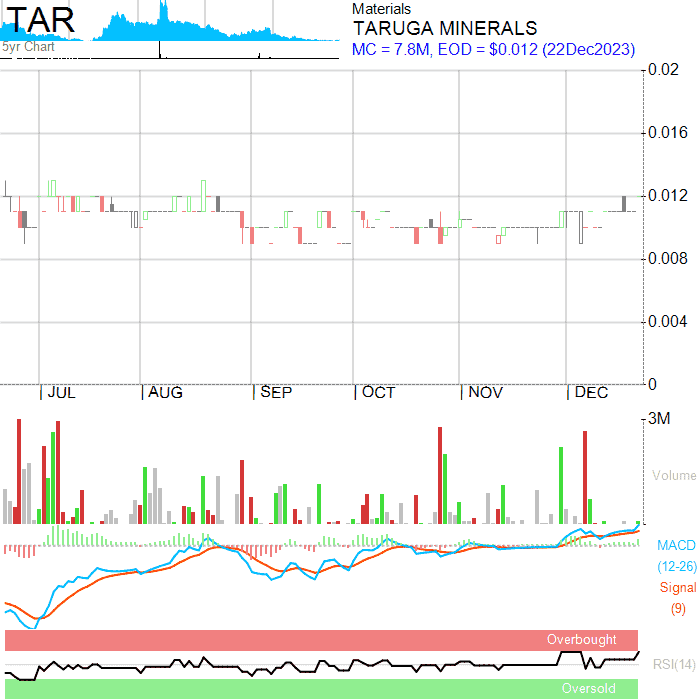 TAR
5yr Chart
Materials
TARUGA MINERALS
MC = 7.8M, EOD = $0.012 (22Dec2023)
0.02
0.016
0.012
0.008
0.004
0
JUL AUG SEP OCT NOV DEC
3M
Volume
MACD
(12-26)
Signal
(9)
Overbought
RSI(14)
Oversold